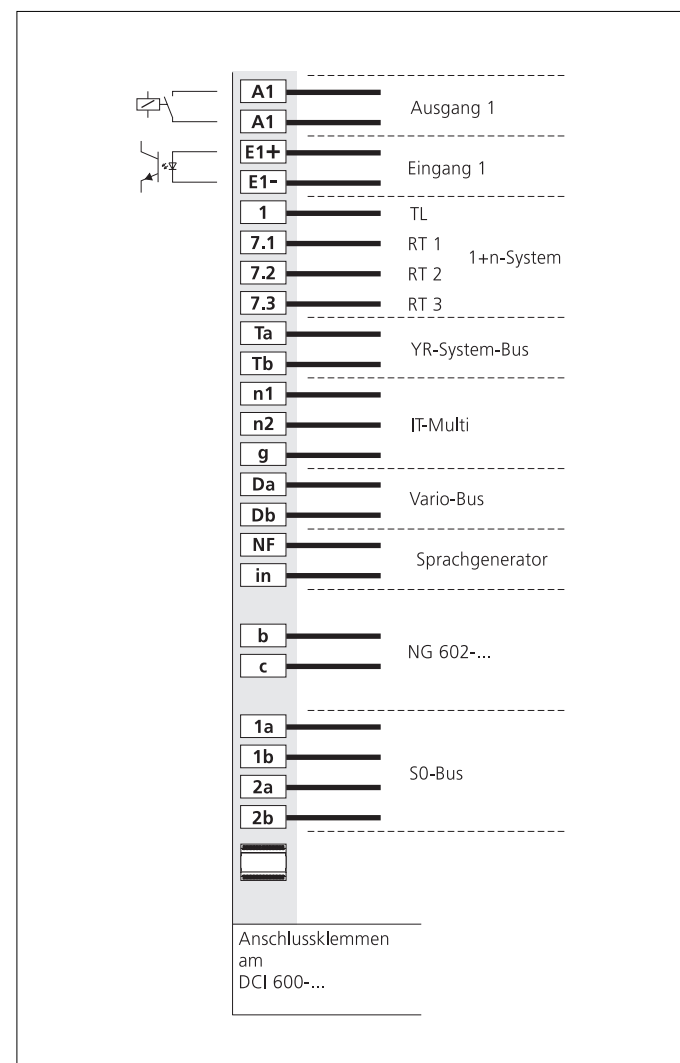 A1
A1
Ausgang 1
E1+
E1-
Eingang 1
1 TL
7.1 RT 1
1+n-System
7.2 RT 2
7.3 RT 3
Ta
Tb
YR-System-Bus
n1
n2
g
IT-Multi
Da
Db
Vario-Bus
NF
in
Sprachgenerator
b
c
NG 602-...
1a
1b
2a
2b
S0-Bus
Anschlussklemmen
am
DCI 600-...